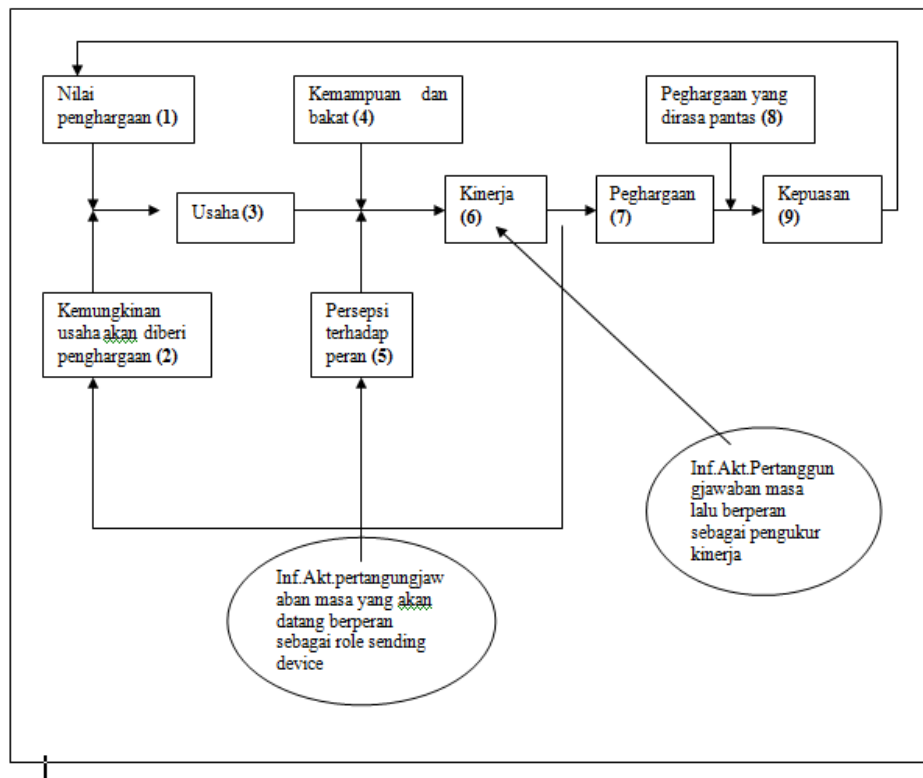 Nilai
penghargaan (1)
Kemampuan dan
bakat (4)
Peghargaan yang
dirasa pantas (8)
Usaha (3)
Kinerja
(6)
Peghargaan
(7)
Kepuasan
(9)
Kemungkinan
usaha akan diberi
penghargaan (2)
Persepsi
terhadap
peran (5)
Inf.Akt.Pertanggun
gjawaban masa
lalu berperan
sebagai pengukur
kinerja
Inf.Akt.pertangungjaw
aban masa yang akan
datang berperan
sebagai role sending
device